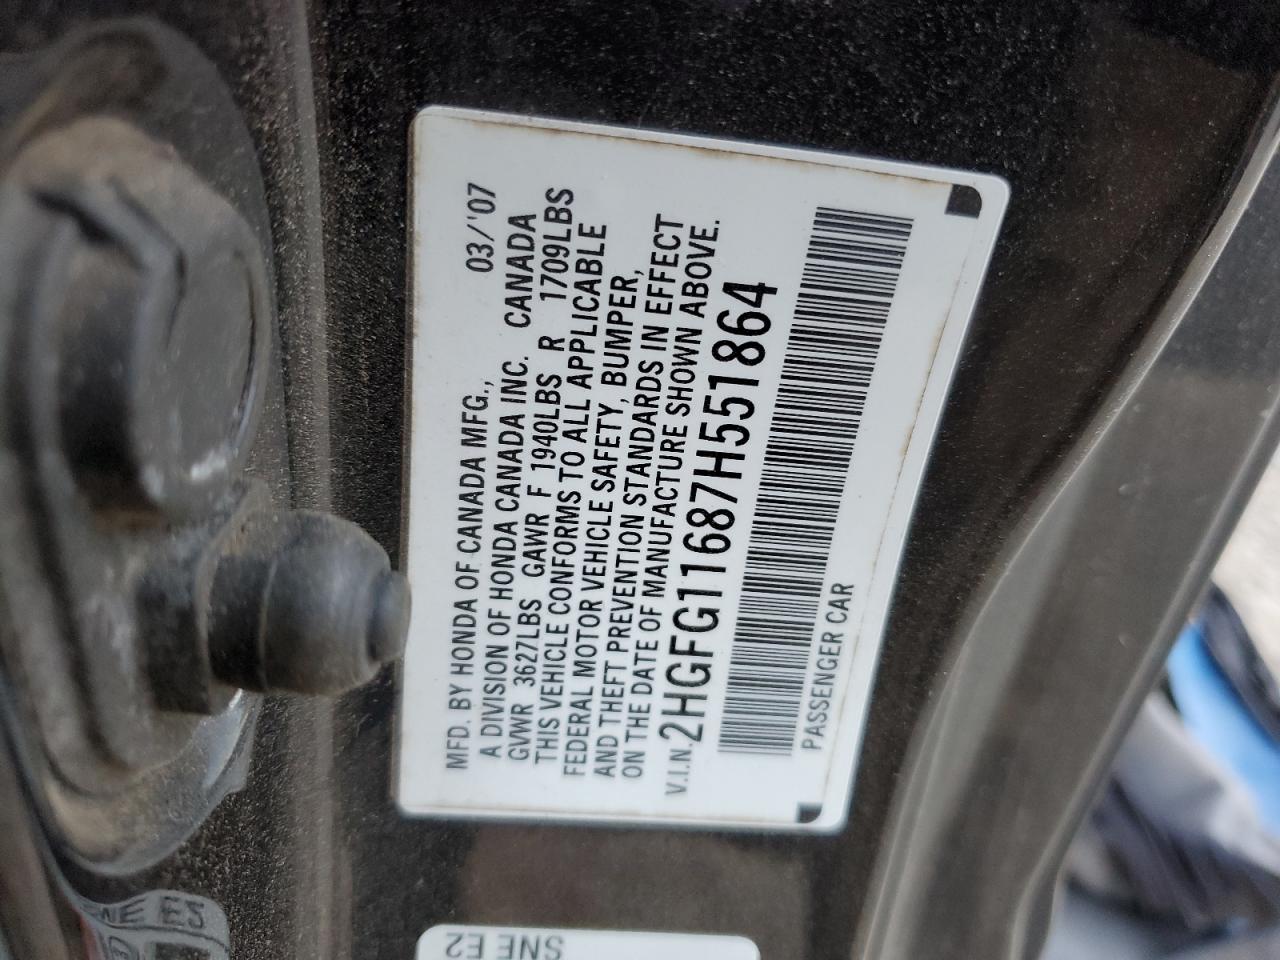 MFD. BY HONDA OF CANADA MFG., 03/'07
A DIVISION OF HONDA CANADA INC. CANADA
GVWR 3627LBS GAWR F 1940LBS R 1709LBS
THIS VEHICLE CONFORMS TO ALL APPLICABLE
FEDERAL MOTOR VEHICLE SAFETY, BUMPER,
AND THEFT PREVENTION STANDARDS IN EFFECT
ON THE DATE OF MANUFACTURE SHOWN ABOVE.
V.I.N. 2HGFG11687H551864
PASSENGER CAR